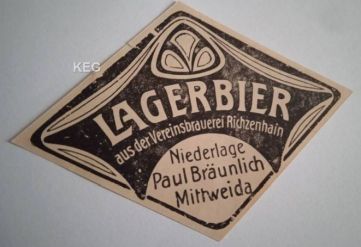 KEG
LAGERBIER
aus der Vereinsbrauerei Richzenhain
Niederlage
Paul Bräunlich
Mittweida